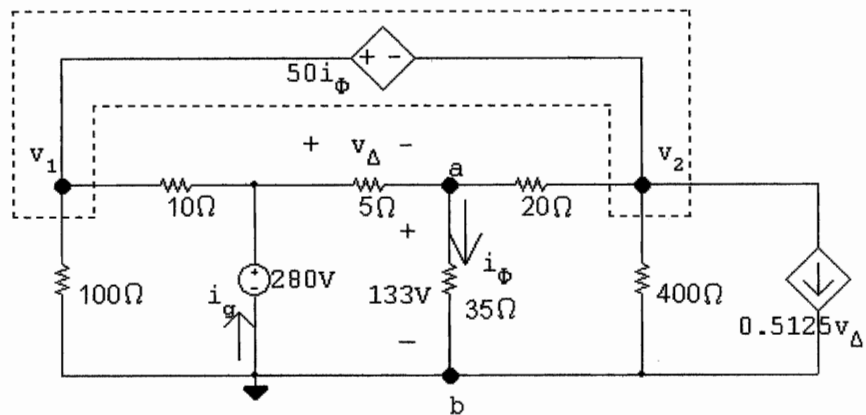 + -
50i_Φ
+ v_Δ -
v_1
a
v_2
10Ω
5Ω
20Ω
+
i_Φ
100Ω
i_g
+
-
280V
133V
35Ω
400Ω
0.5125v_Δ
-
b